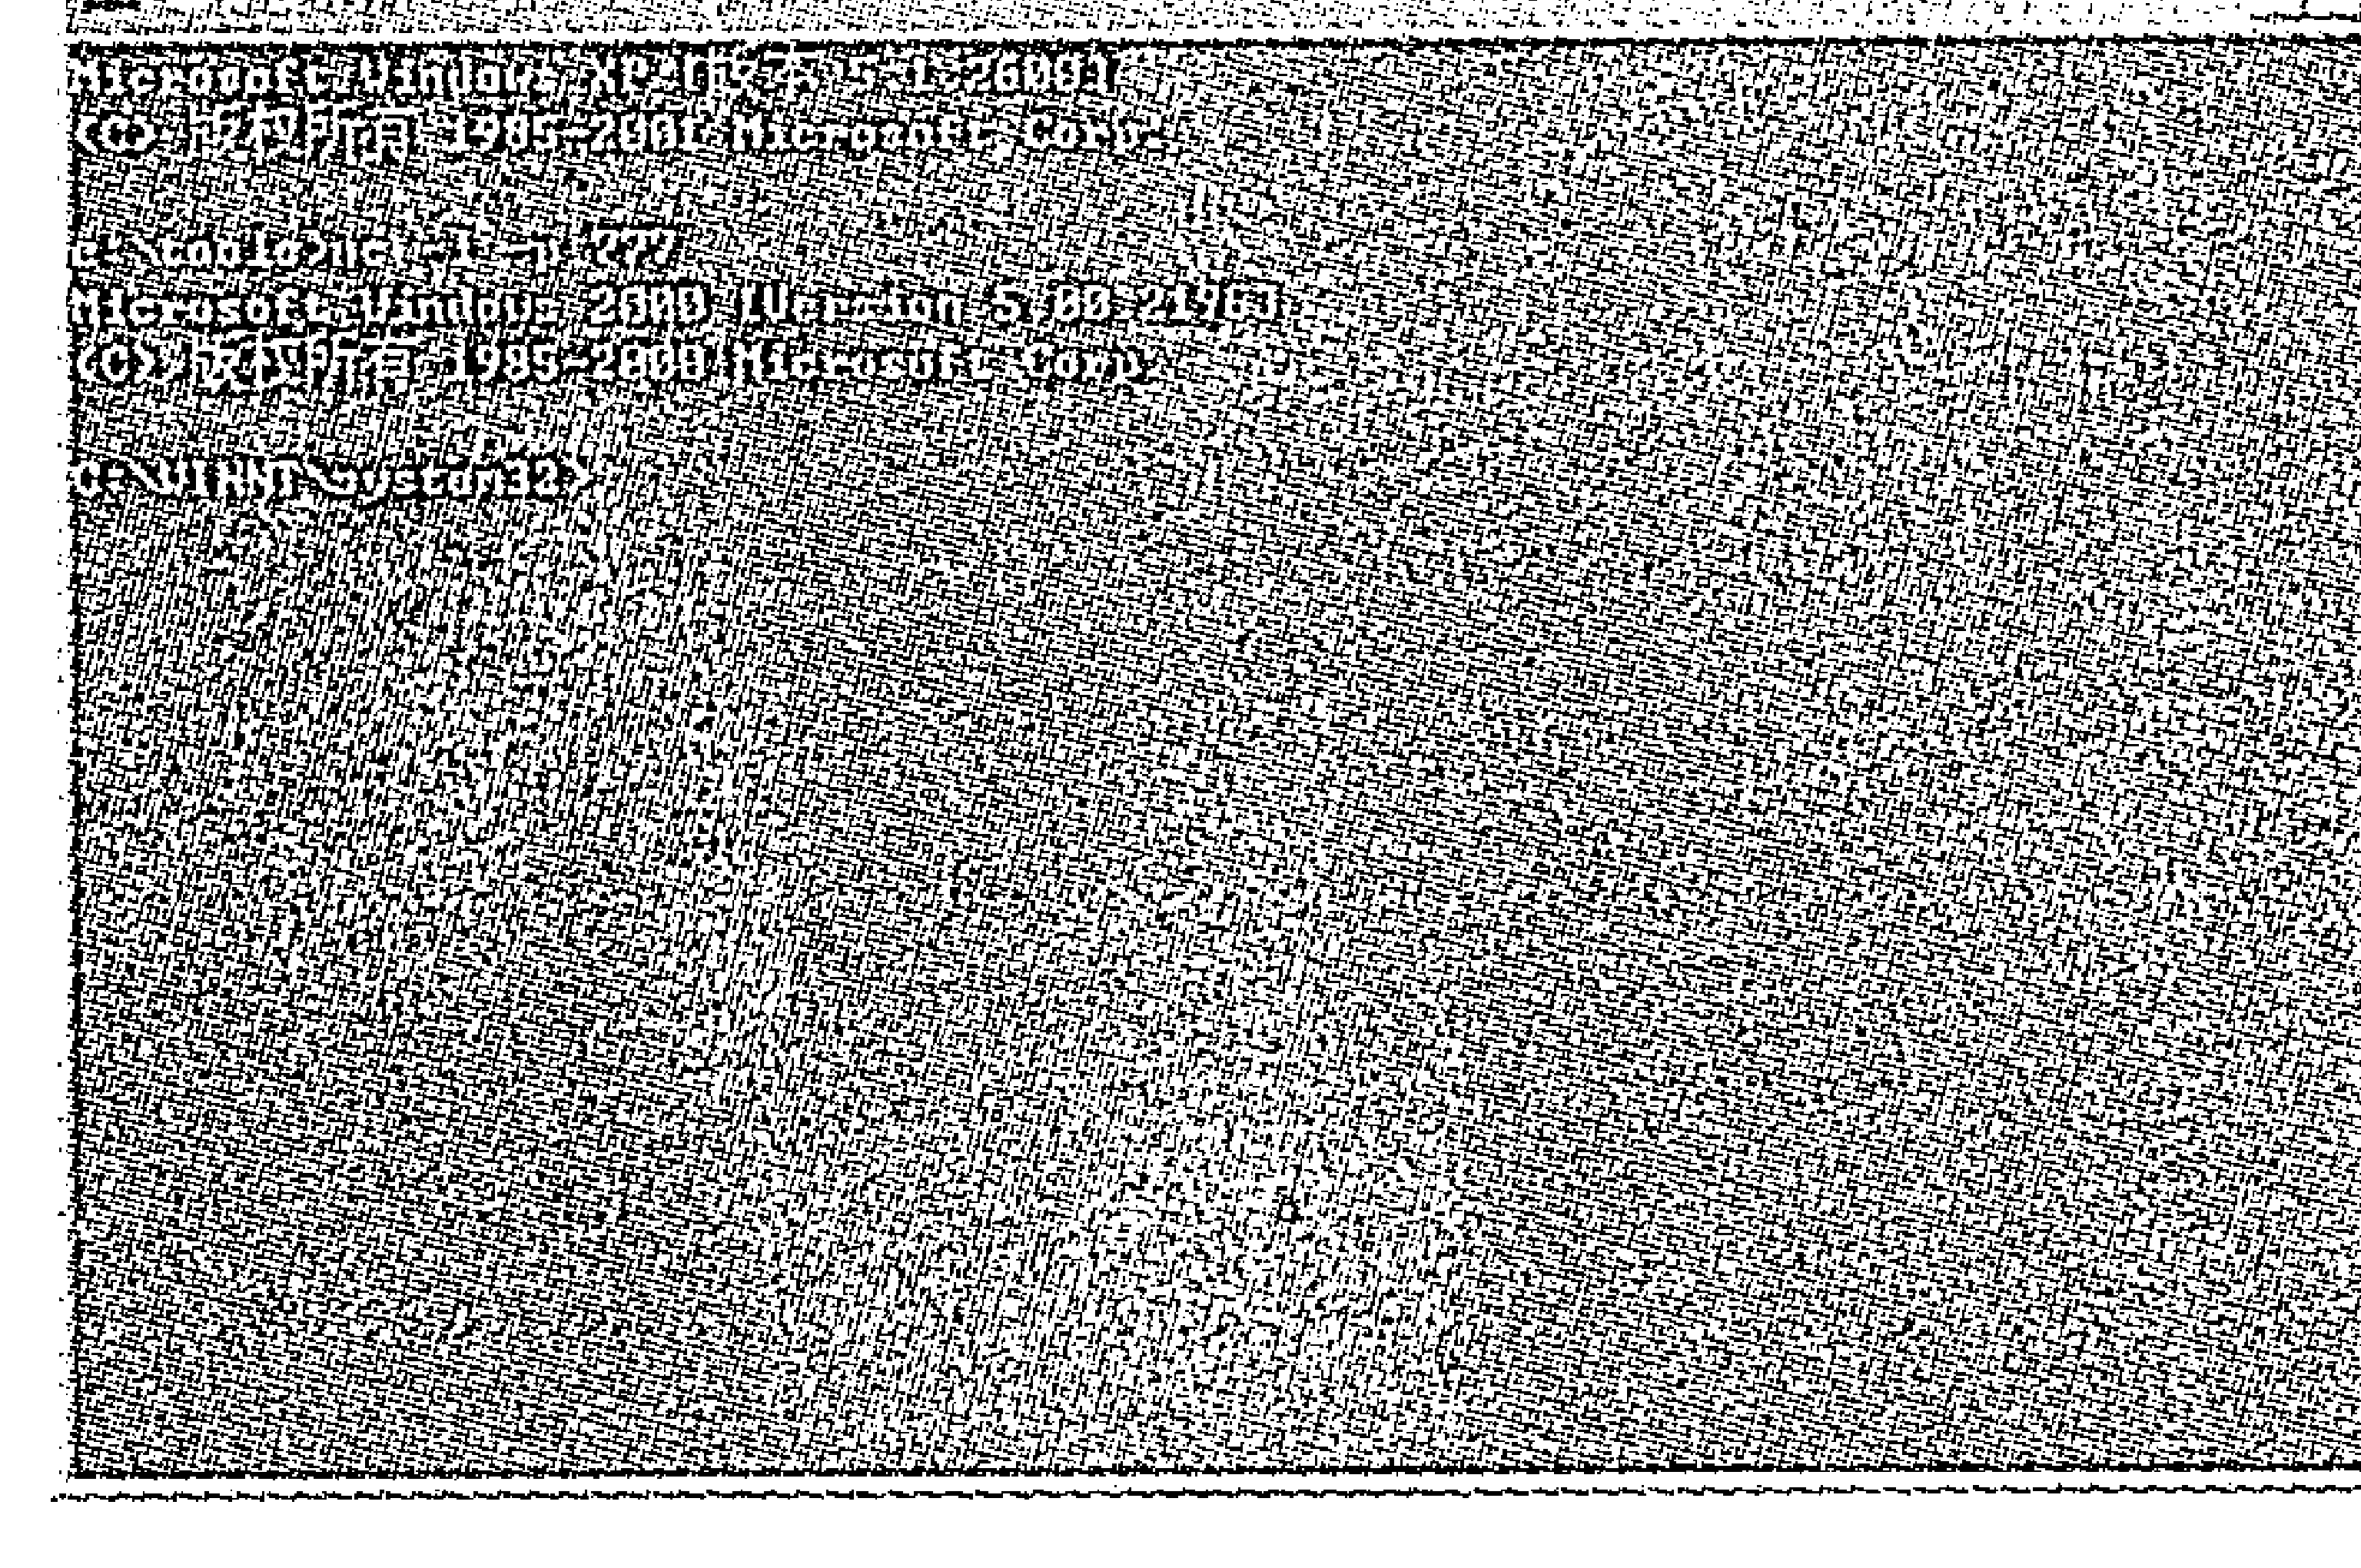 Microsoft Windows XP [版本 5.1.2600]
(C) 版权所有 1985-2001 Microsoft Corp.
-l -p 777
Microsoft Windows 2000 [Version 5.00.2195]
(C) 版权所有 1985-2000 Microsoft Corp.
C:\WINNT\system32>